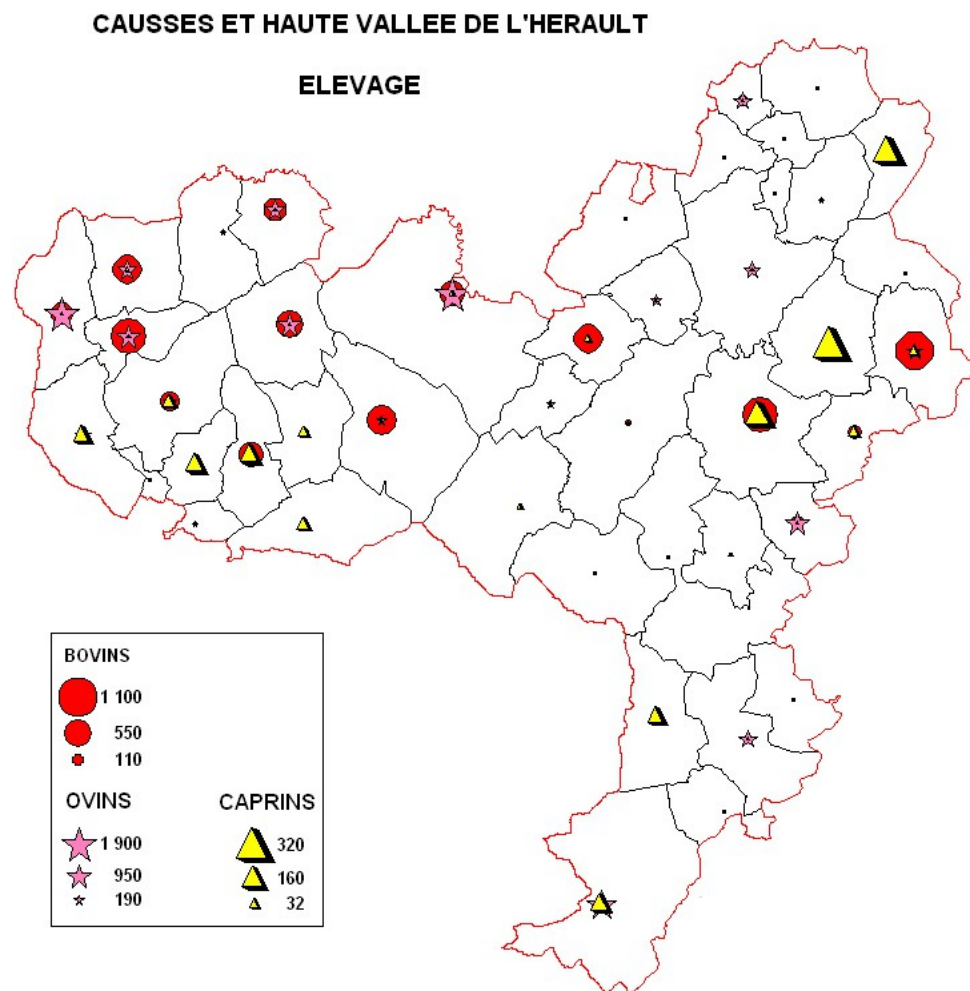 CAUSSES ET HAUTE VALLEE DE L'HERAULT
ELEVAGE
BOVINS
1 100
550
110
OVINS
1 900
950
190
CAPRINS
320
160
32